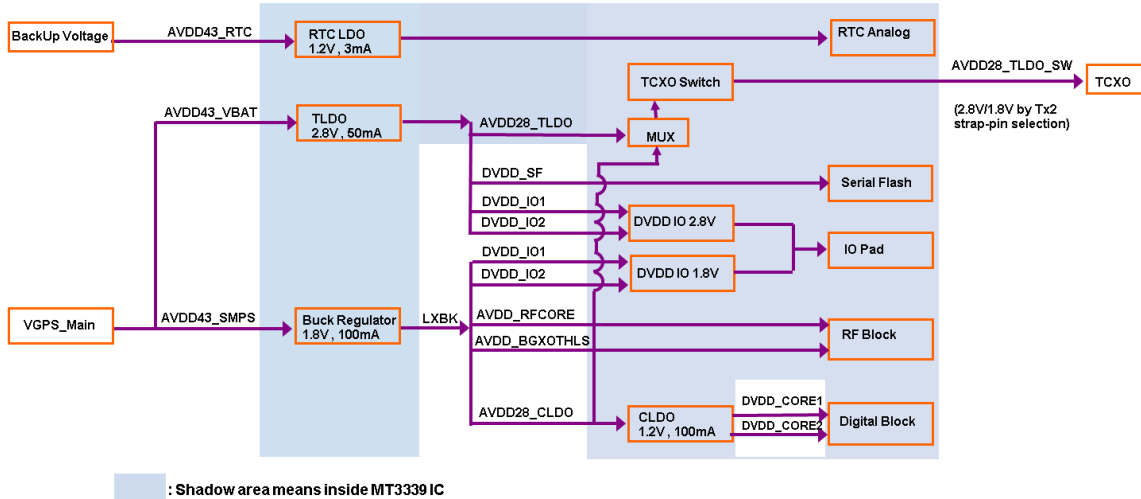 BackUp Voltage
AVDD43_RTC
RTC LDO
1.2V, 3mA
RTC Analog
TCXO Switch
AVDD28_TLDO_SW
TCXO
(2.8V/1.8V by Tx2
strap-pin selection)
AVDD43_VBAT
TLDO
2.8V, 50mA
AVDD28_TLDO
MUX
DVDD_SF
Serial Flash
DVDD_IO1
DVDD_IO2
DVDD IO 2.8V
DVDD_IO1
DVDD_IO2
DVDD IO 1.8V
IO Pad
VGPS_Main
AVDD43_SMPS
Buck Regulator
1.8V, 100mA
LXBK
AVDD_RFCORE
AVDD_BGXOTHLS
RF Block
AVDD28_CLDO
CLDO
1.2V, 100mA
DVDD_CORE1
DVDD_CORE2
Digital Block
: Shadow area means inside MT3339 IC